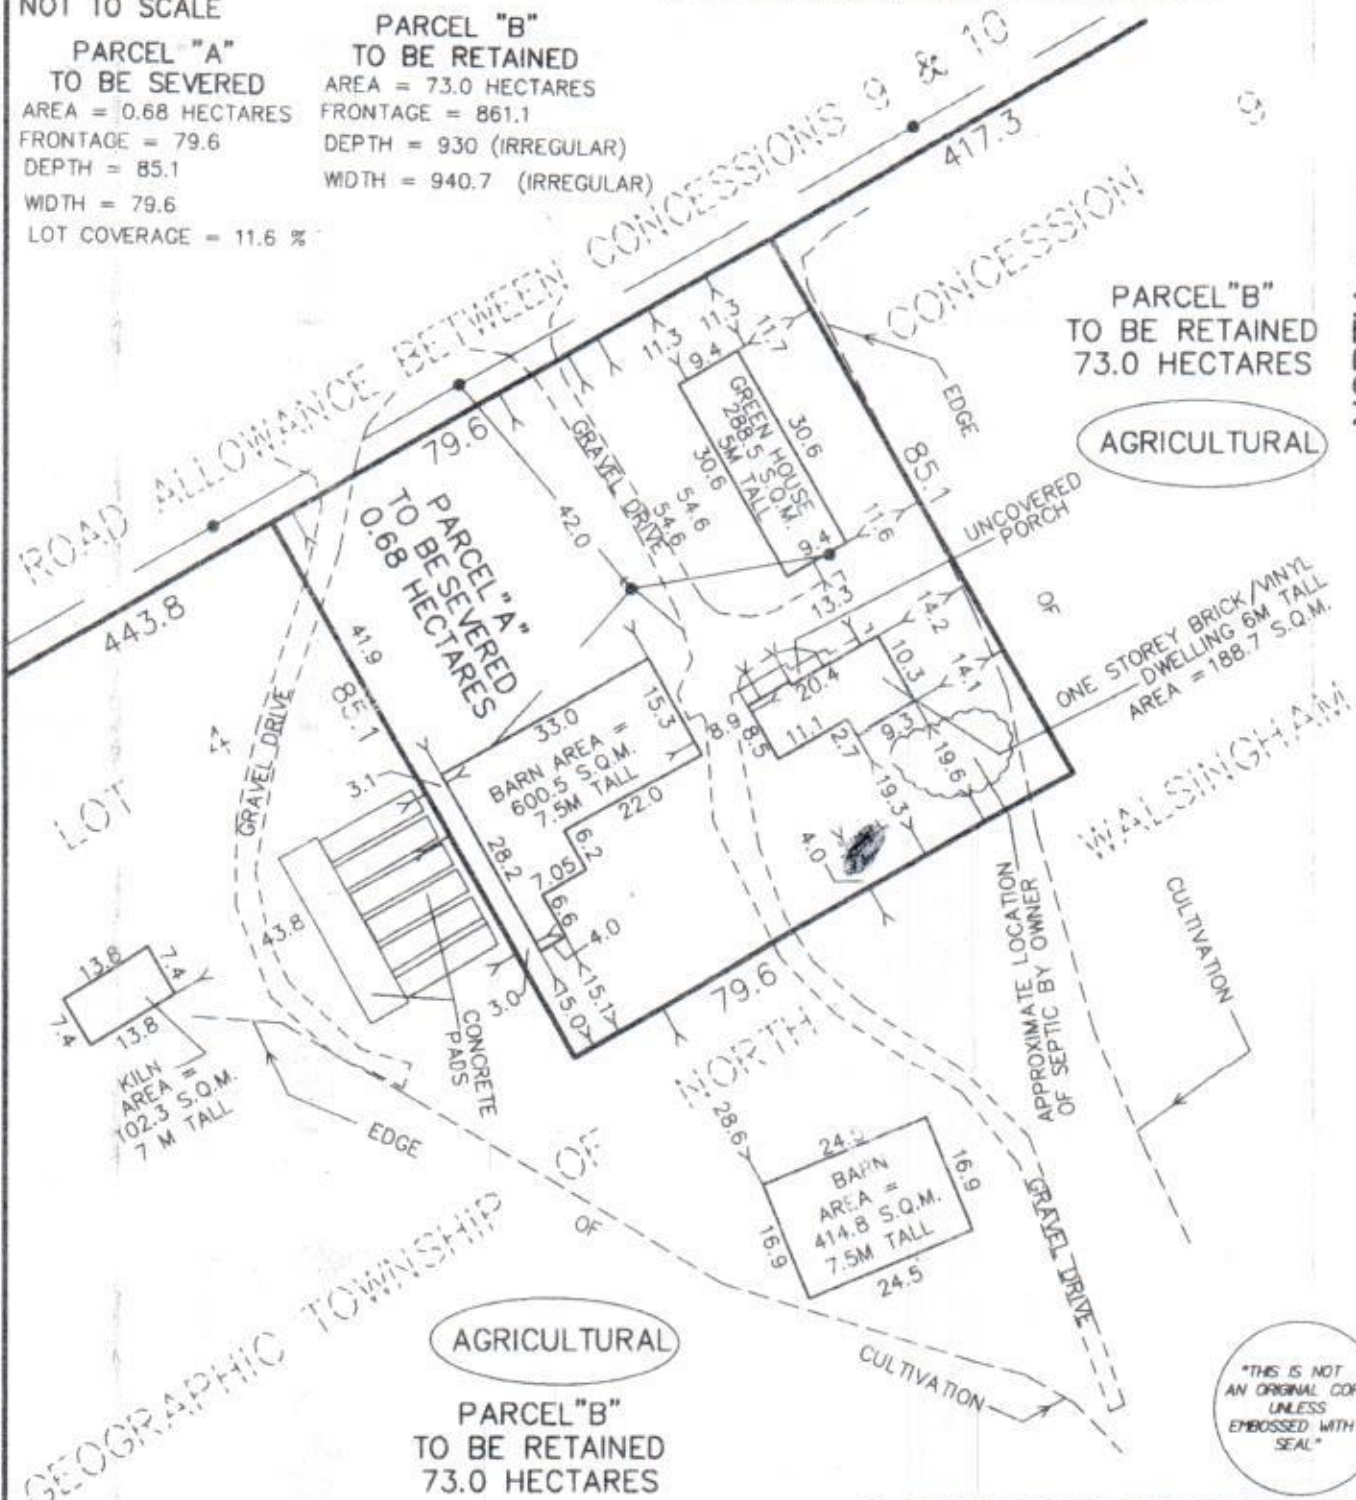 NOT TO SCALE
PARCEL "A"
TO BE SEVERED
AREA = 0.68 HECTARES
FRONTAGE = 79.6
DEPTH = 85.1
WIDTH = 79.6
LOT COVERAGE = 11.6 %
PARCEL "B"
TO BE RETAINED
AREA = 73.0 HECTARES
FRONTAGE = 861.1
DEPTH = 930 (IRREGULAR)
WIDTH = 940.7 (IRREGULAR)
ROAD ALLOWANCE BETWEEN CONCESSIONS 9 & 10
417.3
9
CONCESSION
PARCEL"B"
TO BE RETAINED
73.0 HECTARES
AGRICULTURAL
EDGE
11.3
11.3
11.7
9.4
GREEN HOUSE
288.5 S.Q.M.
5M TALL
30.6
30.6
9.4
11.6
85.1
79.6
GRAVEL DRIVE
54.6
54.6
42.0
PARCEL "A"
TO BE SEVERED
0.68 HECTARES
443.8
41.9
85.1
UNCOVERED
PORCH
OF
13.3
14.2
10.3
14.1
20.4
8.9
8.5
11.1
2.7
9.3
19.6
19.3
4.0
ONE STOREY BRICK/VINYL
DWELLING 6M TALL
AREA = 188.7 S.Q.M.
WALSINGHAM
LOT
4
GRAVEL DRIVE
33.0
15.3
BARN AREA =
600.5 S.Q.M.
7.5M TALL
22.0
6.2
7.05
6.6
28.2
4.0
3.1
3.0
15.0
15.1
43.8
CONCRETE
PADS
79.6
APPROXIMATE LOCATION
OF SEPTIC BY OWNER
CULTIVATION
13.8
7.4
7.4
13.8
KILN
AREA =
102.3 S.Q.M.
7 M TALL
EDGE
NORTH
OF
OF
28.6
24.5
BARN
AREA =
414.8 S.Q.M.
7.5M TALL
16.9
16.9
24.5
GRAVEL DRIVE
GEOGRAPHIC TOWNSHIP
AGRICULTURAL
PARCEL"B"
TO BE RETAINED
73.0 HECTARES
CULTIVATION
"THIS IS NOT
AN ORIGINAL COP
UNLESS
EMBOSSED WITH
SEAL"